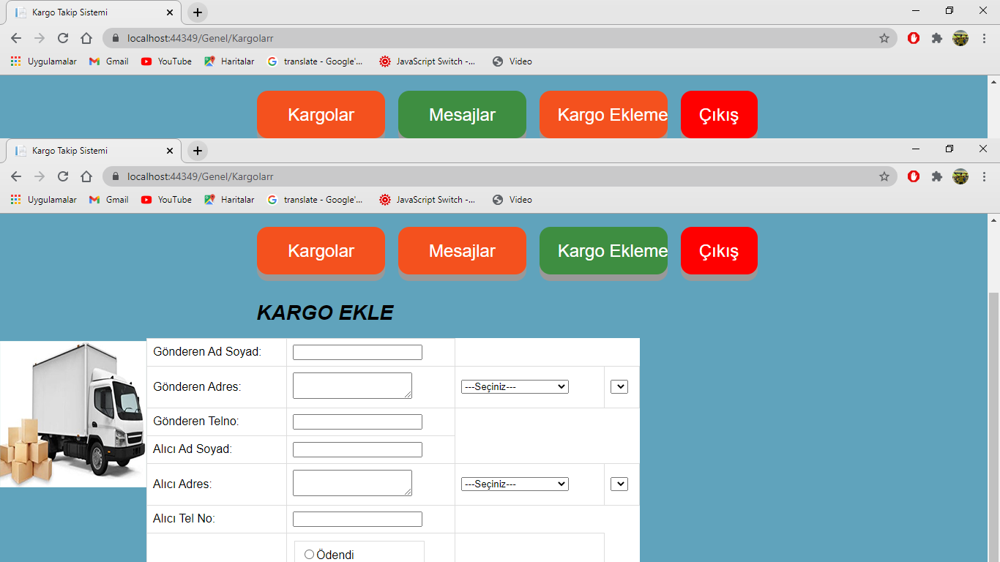 Kargo Takip Sistemi
localhost:44349/Genel/Kargolarr
Uygulamalar Gmail YouTube Haritalar translate - Google'... JavaScript Switch -... Video
Kargolar Mesajlar Kargo Ekleme Çıkış
Kargo Takip Sistemi
localhost:44349/Genel/Kargolarr
Uygulamalar Gmail YouTube Haritalar translate - Google'... JavaScript Switch -... Video
Kargolar Mesajlar Kargo Ekleme Çıkış
KARGO EKLE
Gönderen Ad Soyad:
Gönderen Adres: ---Seçiniz---
Gönderen Telno:
Alıcı Ad Soyad:
Alıcı Adres: ---Seçiniz---
Alıcı Tel No:
Ödendi